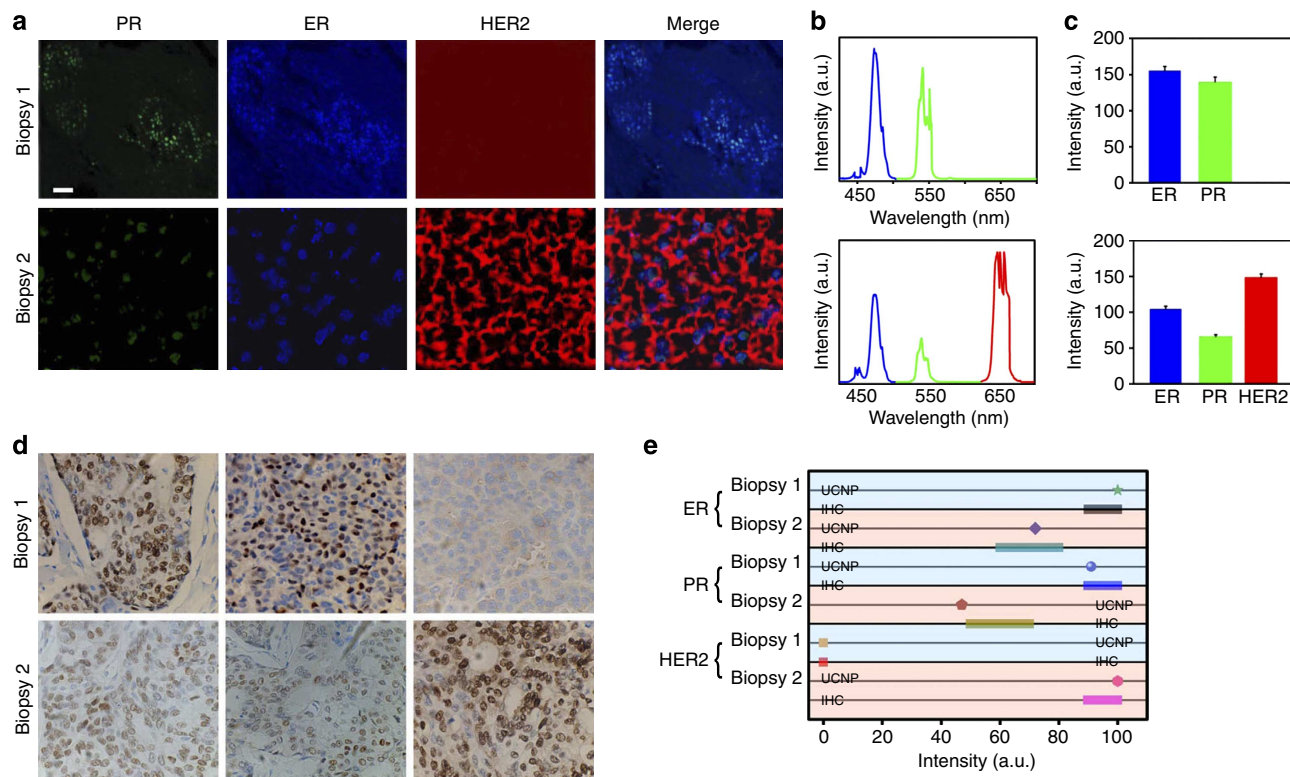 a
PR ER HER2 Merge
Biopsy 1
Biopsy 2
b
Intensity (a.u.)
450 550 650
Wavelength (nm)
Intensity (a.u.)
450 550 650
Wavelength (nm)
c
200
150
100
50
0
Intensity (a.u.)
ER PR
200
150
100
50
0
Intensity (a.u.)
ER PR HER2
d
Biopsy 1
Biopsy 2
e
ER { Biopsy 1 UCNP
IHC
Biopsy 2 UCNP
IHC
PR { Biopsy 1 UCNP
IHC
Biopsy 2 UCNP
IHC
HER2 { Biopsy 1 UCNP
IHC
Biopsy 2 UCNP
IHC
0 20 40 60 80 100
Intensity (a.u.)